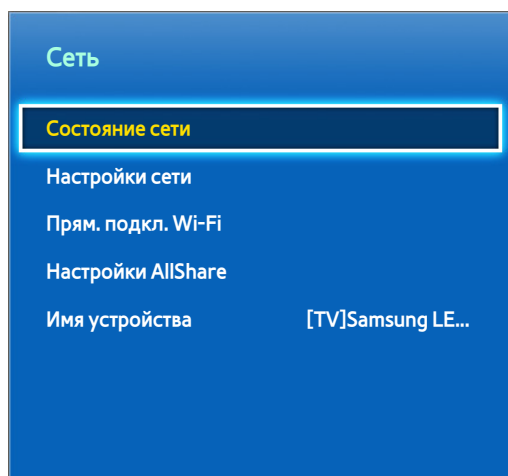 Сеть
Состояние сети
Настройки сети
Прям. подкл. Wi-Fi
Настройки AllShare
Имя устройства [TV]Samsung LE...